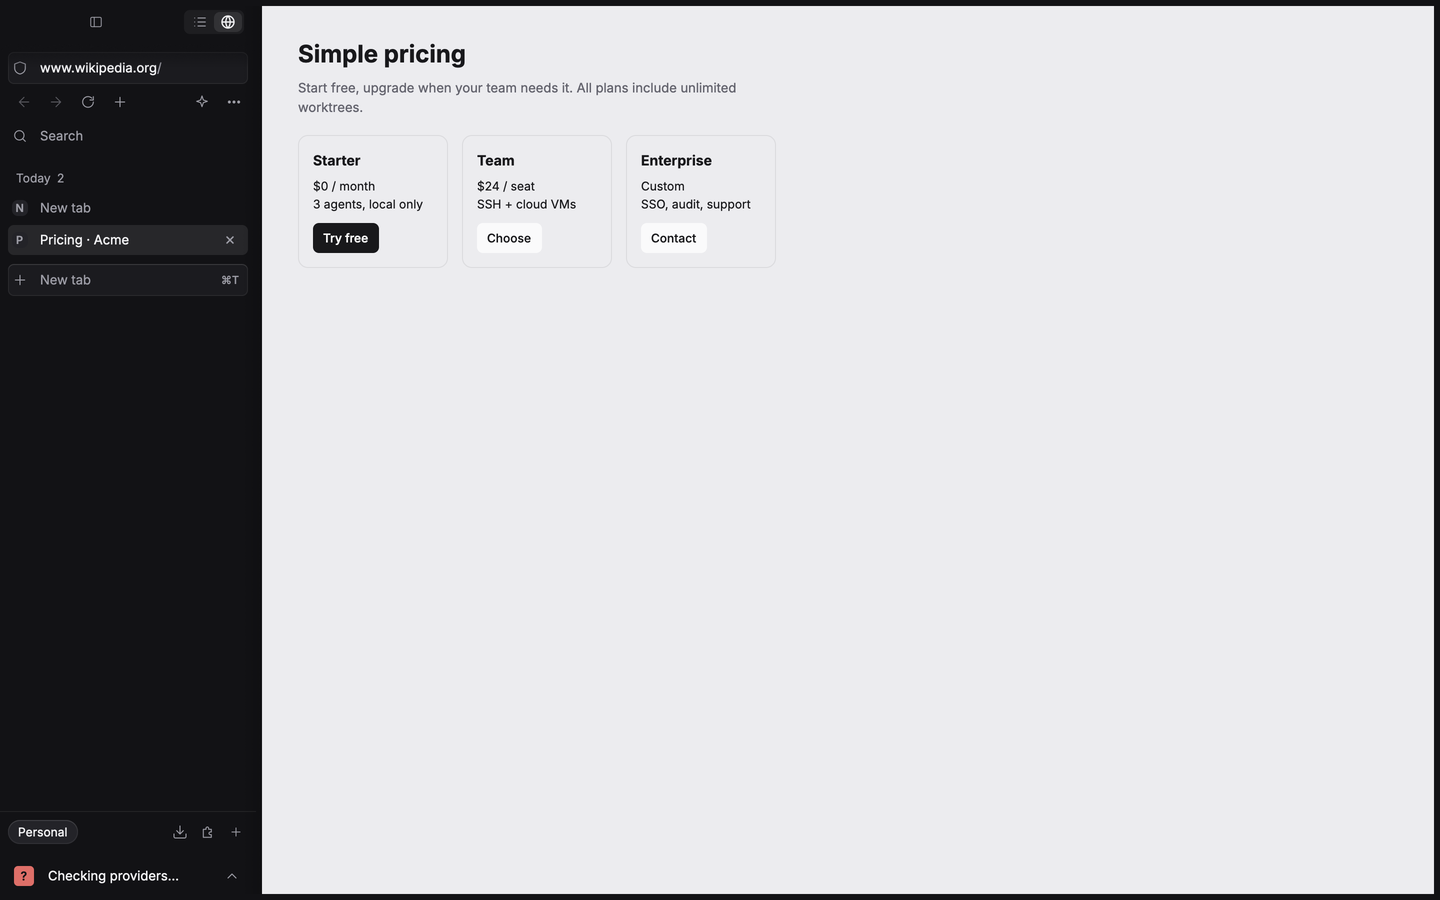 www.wikipedia.org/
Search
Today 2
N New tab
P Pricing · Acme
New tab ⌘T
Personal
? Checking providers...
Simple pricing
Start free, upgrade when your team needs it. All plans include unlimited
worktrees.
Starter
$0 / month
3 agents, local only
Try free
Team
$24 / seat
SSH + cloud VMs
Choose
Enterprise
Custom
SSO, audit, support
Contact